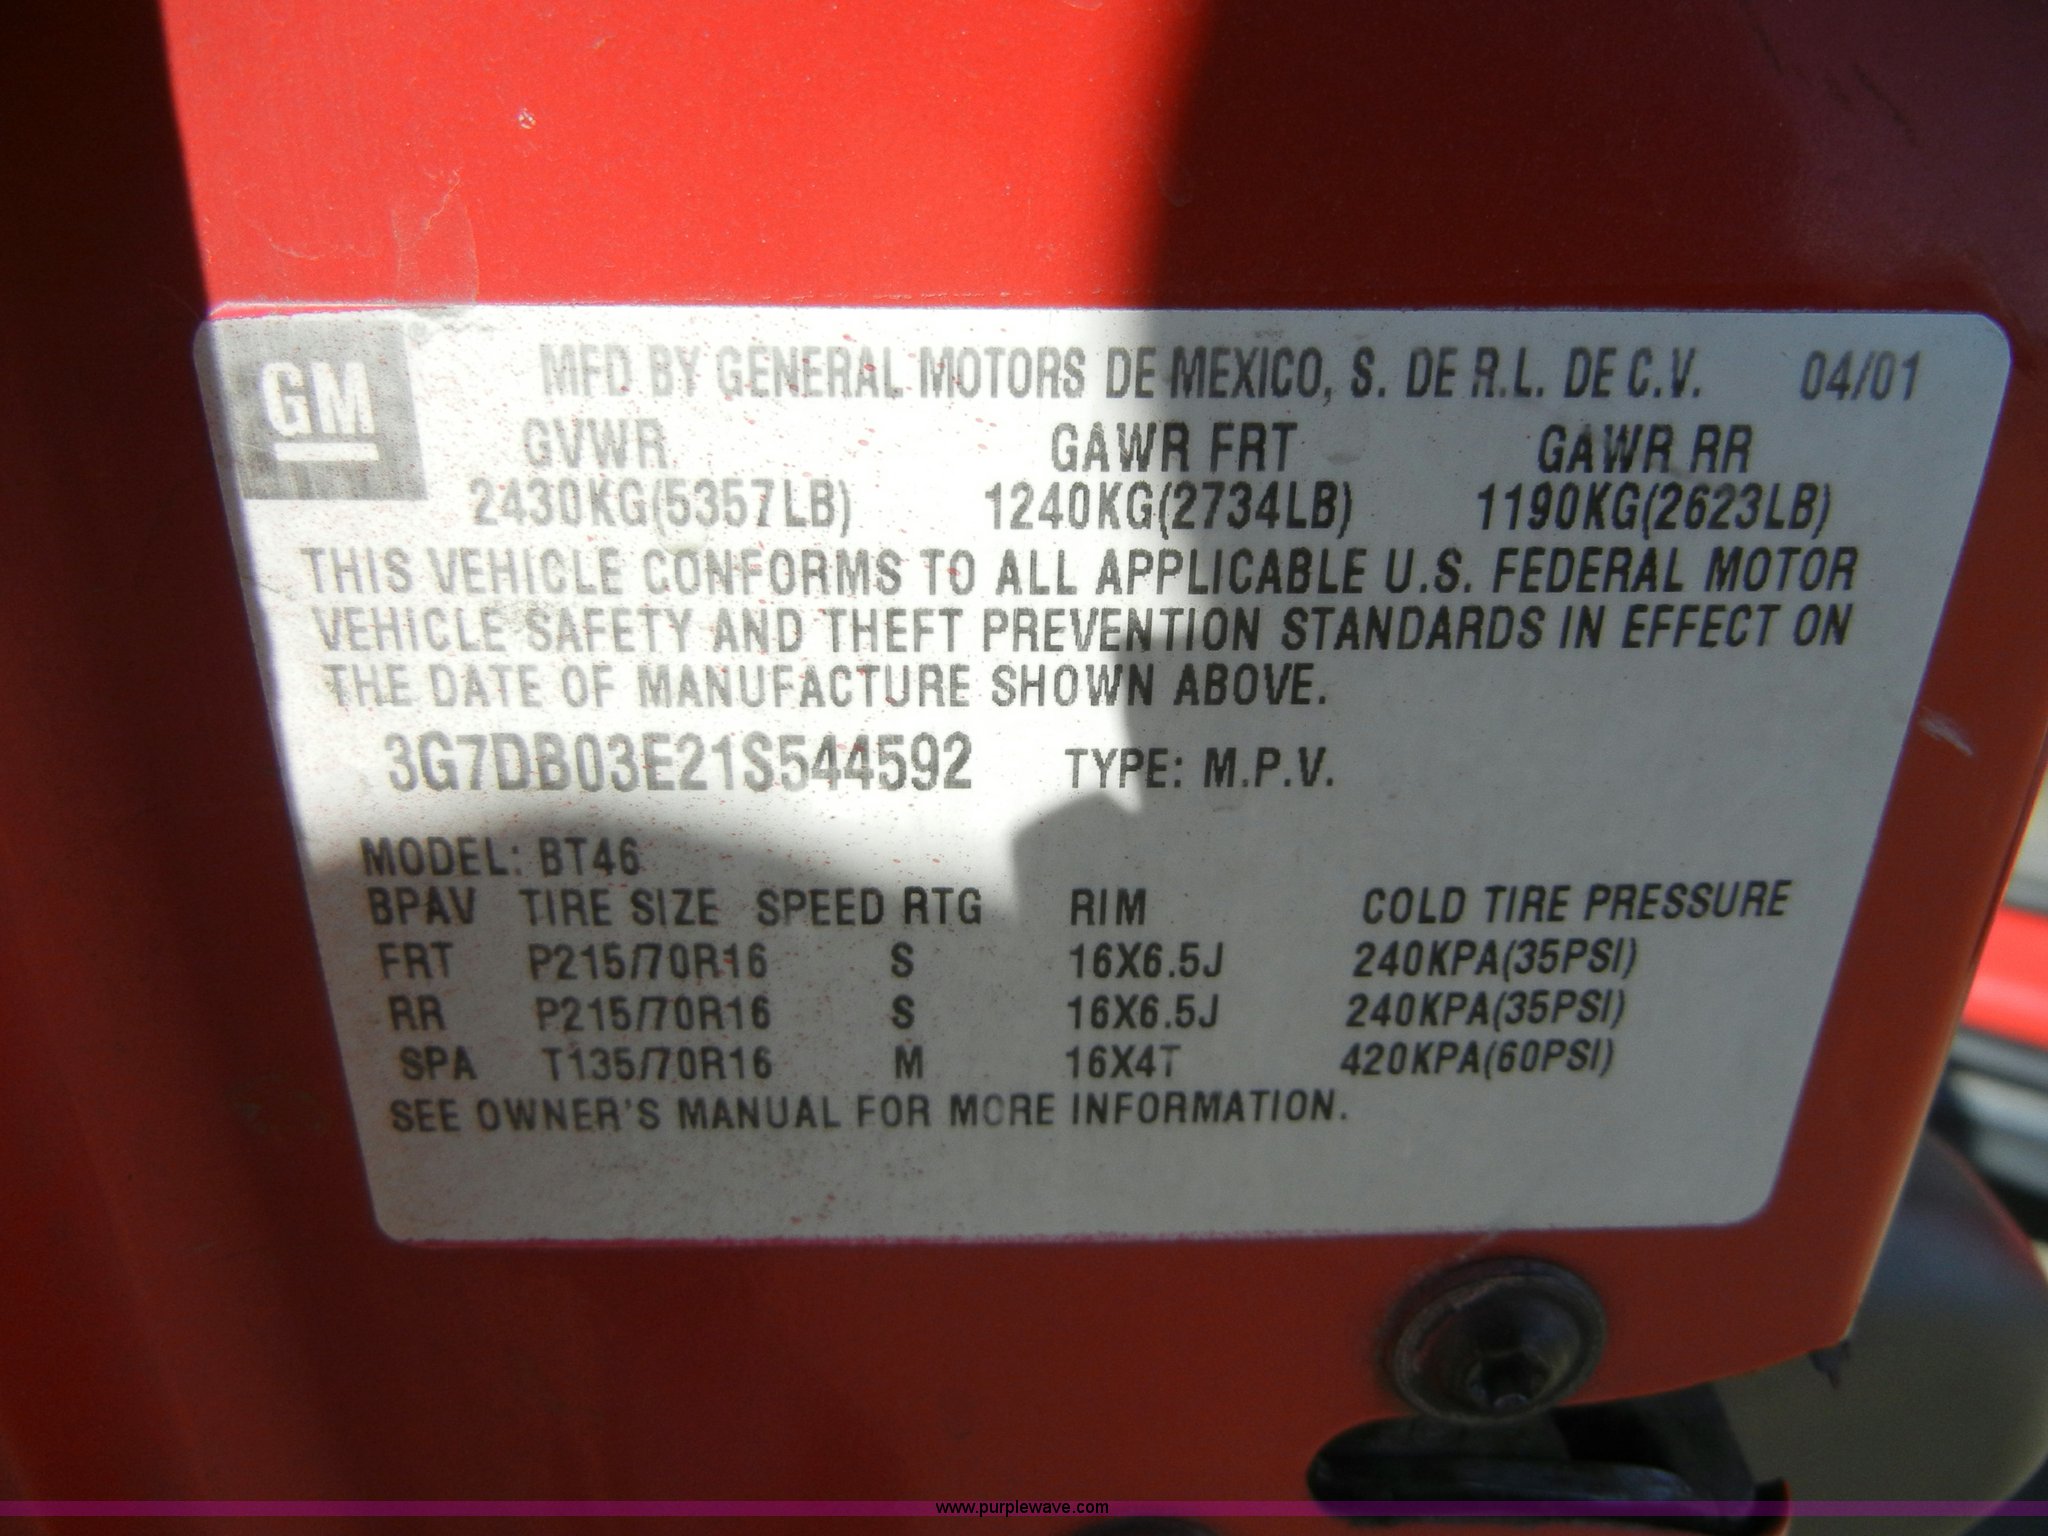 GM
MFD BY GENERAL MOTORS DE MEXICO, S. DE R.L. DE C.V. 04/01
GVWR GAWR FRT GAWR RR
2430KG(5357LB) 1240KG(2734LB) 1190KG(2623LB)
THIS VEHICLE CONFORMS TO ALL APPLICABLE U.S. FEDERAL MOTOR
VEHICLE SAFETY AND THEFT PREVENTION STANDARDS IN EFFECT ON
THE DATE OF MANUFACTURE SHOWN ABOVE.
3G7DB03E21S544592 TYPE: M.P.V.
MODEL: BT46
BPAV TIRE SIZE SPEED RTG RIM COLD TIRE PRESSURE
FRT P215/70R16 S 16X6.5J 240KPA(35PSI)
RR P215/70R16 S 16X6.5J 240KPA(35PSI)
SPA T135/70R16 M 16X4T 420KPA(60PSI)
SEE OWNER'S MANUAL FOR MORE INFORMATION.
www.purplewave.com